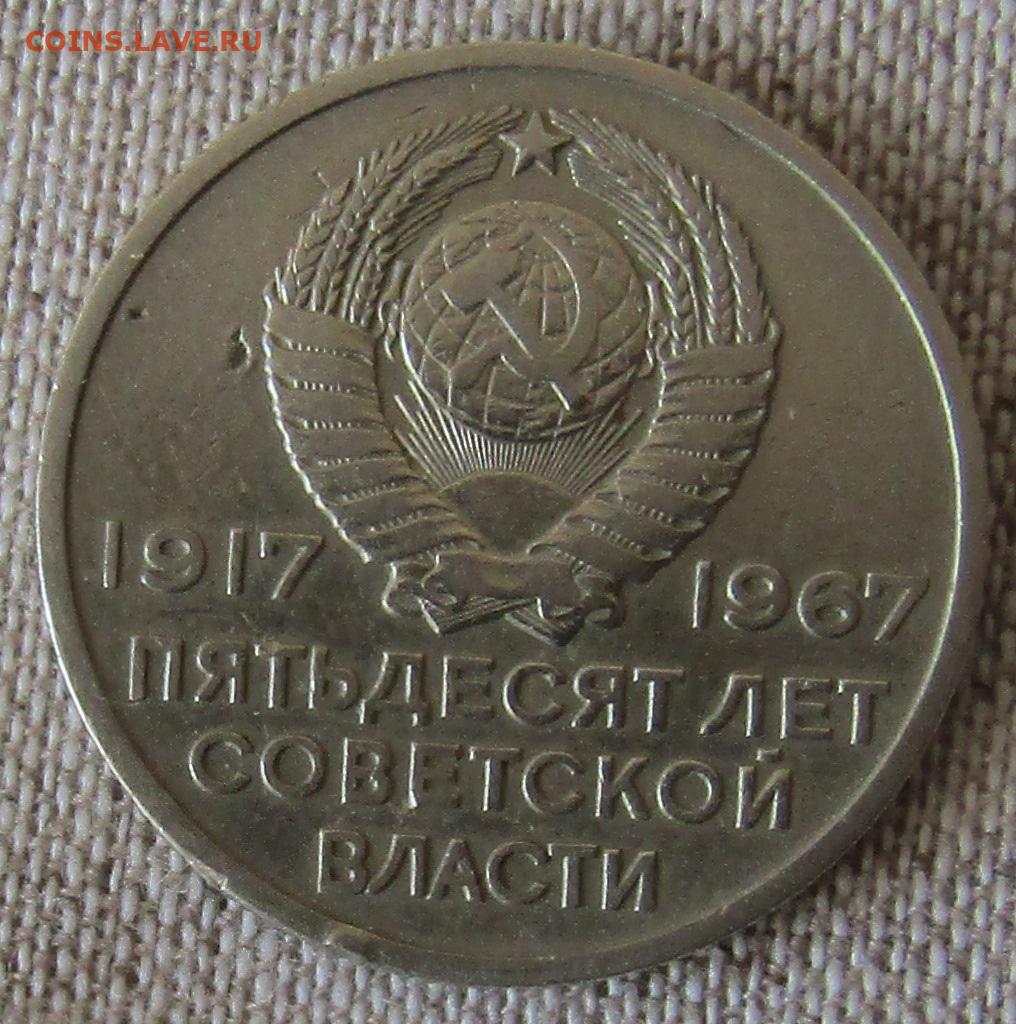 COINS.LAVE.RU
1917 1967
ПЯТЬДЕСЯТ ЛЕТ
СОВЕТСКОЙ
ВЛАСТИ